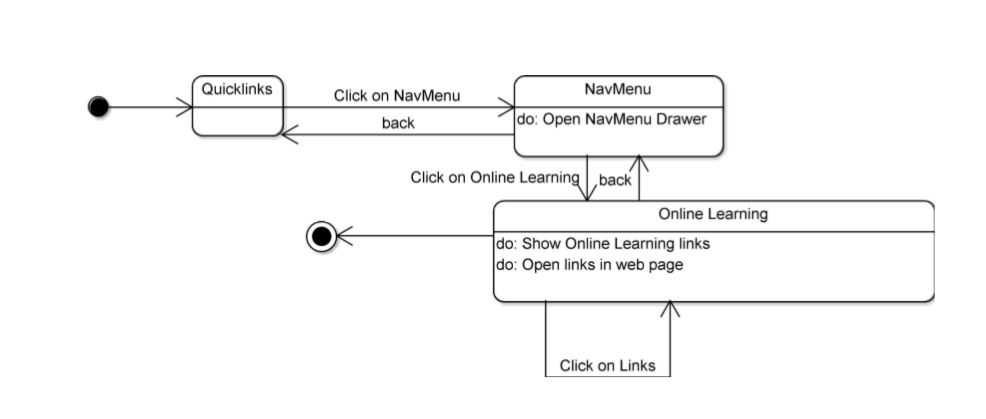 Quicklinks
Click on NavMenu
NavMenu
back
do: Open NavMenu Drawer
Click on Online Learning
back
Online Learning
do: Show Online Learning links
do: Open links in web page
Click on Links